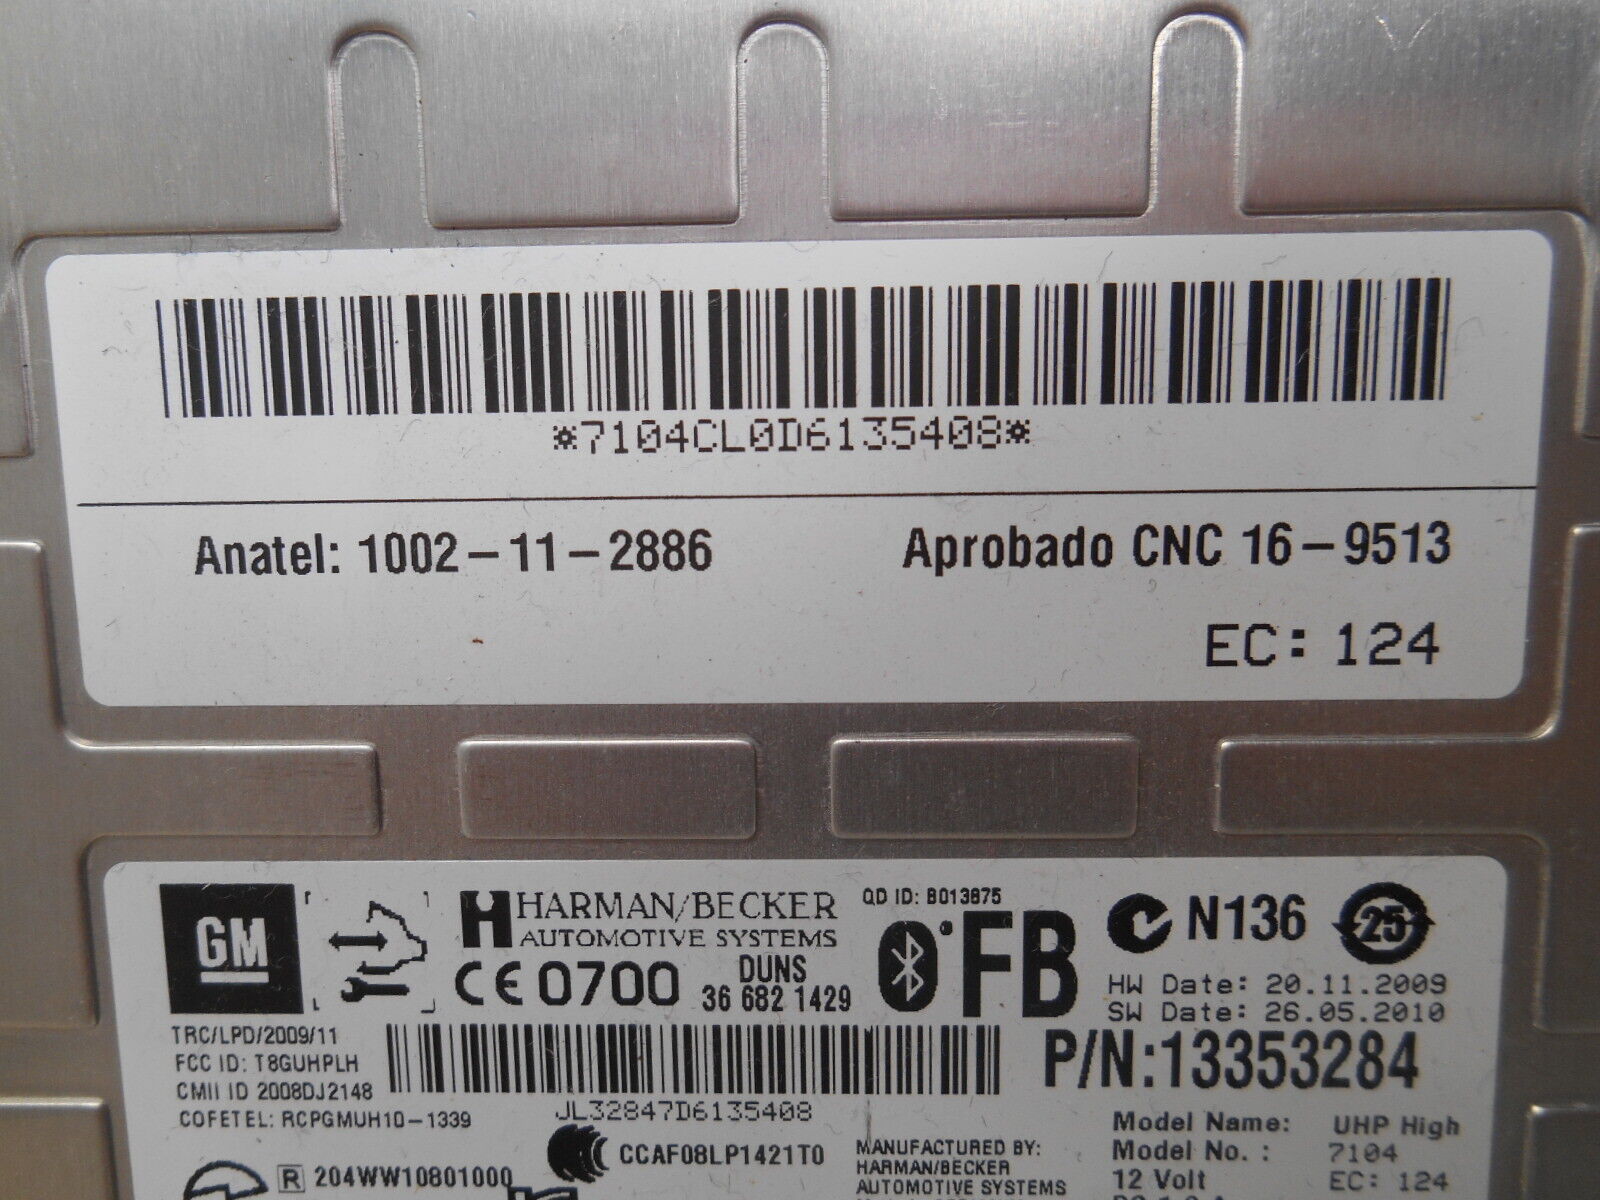 *7104CL0D6135408*
Anatel: 1002-11-2886
Aprobado CNC 16-9513
EC: 124
GM
HARMAN/BECKER
AUTOMOTIVE SYSTEMS
QD ID: B013875
CE 0700
DUNS
36 682 1429
FB
N136
25
HW Date: 20.11.2009
SW Date: 26.05.2010
TRC/LPD/2009/11
FCC ID: T8GUHPLH
CMII ID 2008DJ2148
COFETEL: RCPGMUH10-1339
JL32847D6135408
P/N:13353284
CCAF08LP1421T0
R 204WW10801000
MANUFACTURED BY:
HARMAN/BECKER
AUTOMOTIVE SYSTEMS
Model Name: UHP High
Model No. : 7104
12 Volt EC: 124